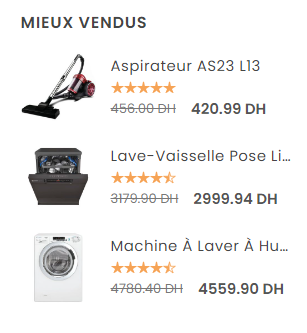 MIEUX VENDUS
Aspirateur AS23 L13
456.00 DH 420.99 DH
Lave-Vaisselle Pose Li...
3179.90 DH 2999.94 DH
Machine À Laver À Hu...
4780.40 DH 4559.90 DH